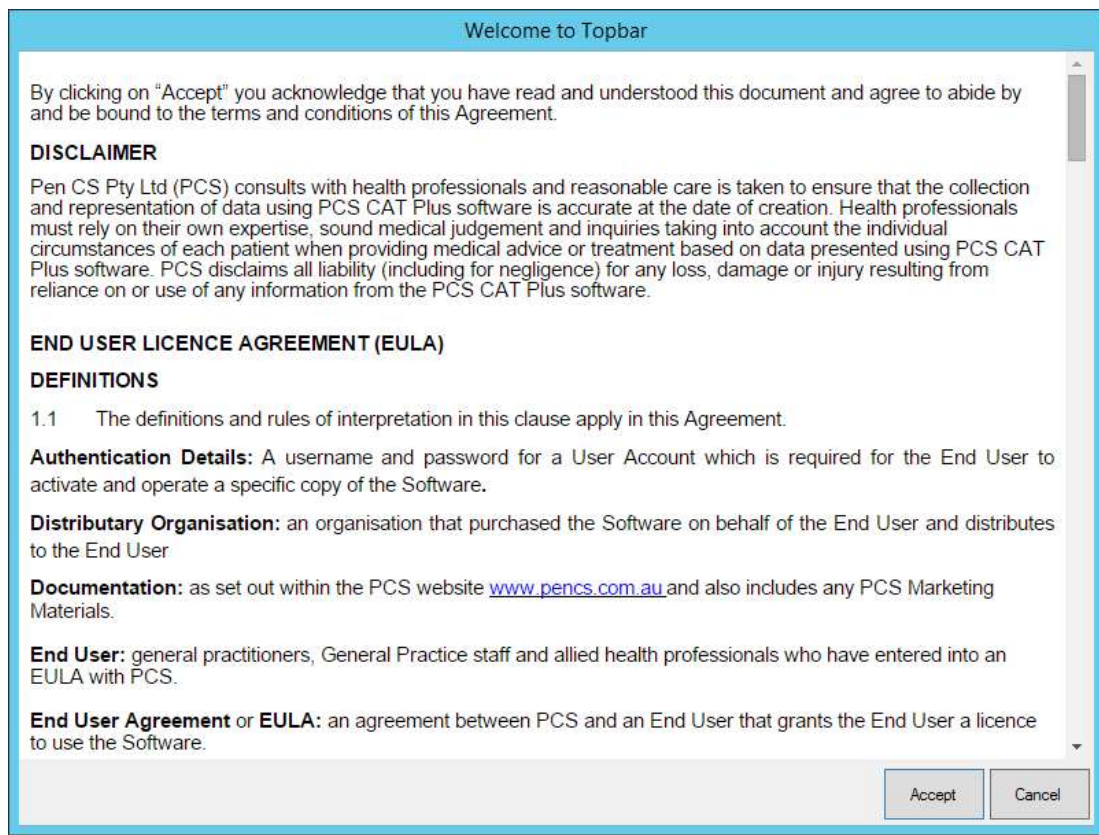 Welcome to Topbar
By clicking on “Accept” you acknowledge that you have read and understood this document and agree to abide by
and be bound to the terms and conditions of this Agreement.
DISCLAIMER
Pen CS Pty Ltd (PCS) consults with health professionals and reasonable care is taken to ensure that the collection
and representation of data using PCS CAT Plus software is accurate at the date of creation. Health professionals
must rely on their own expertise, sound medical judgement and inquiries taking into account the individual
circumstances of each patient when providing medical advice or treatment based on data presented using PCS CAT
Plus software. PCS disclaims all liability (including for negligence) for any loss, damage or injury resulting from
reliance on or use of any information from the PCS CAT Plus software.
END USER LICENCE AGREEMENT (EULA)
DEFINITIONS
1.1 The definitions and rules of interpretation in this clause apply in this Agreement.
Authentication Details: A username and password for a User Account which is required for the End User to
activate and operate a specific copy of the Software.
Distributary Organisation: an organisation that purchased the Software on behalf of the End User and distributes
to the End User
Documentation: as set out within the PCS website www.pencs.com.au and also includes any PCS Marketing
Materials.
End User: general practitioners, General Practice staff and allied health professionals who have entered into an
EULA with PCS.
End User Agreement or EULA: an agreement between PCS and an End User that grants the End User a licence
to use the Software.
Accept Cancel